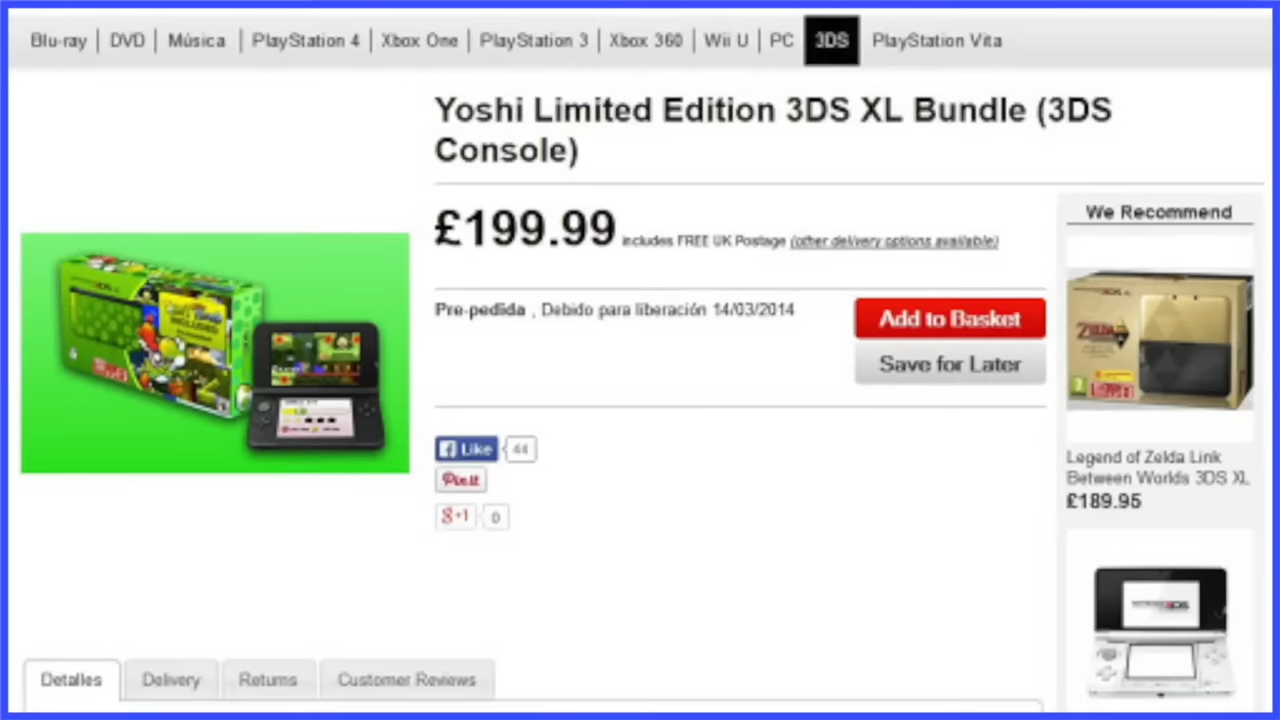 Blu-ray | DVD | Música | PlayStation 4 | Xbox One | PlayStation 3 | Xbox 360 | Wii U | PC 3DS PlayStation Vita
Yoshi Limited Edition 3DS XL Bundle (3DS
Console)
£199.99 includes FREE UK Postage (other delivery options available)
Pre-pedida , Debido para liberación 14/03/2014
Add to Basket
Save for Later
Like 44
Pin it
g+1 0
We Recommend
Legend of Zelda Link
Between Worlds 3DS XL
£189.95
Detalles Delivery Returns Customer Reviews
ZELDA
NINTENDO 3DS